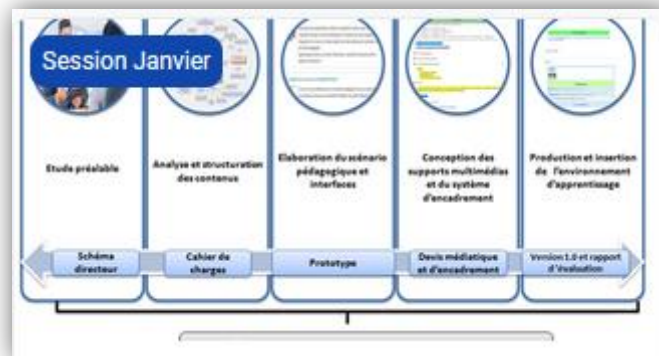 Session Janvier
Etude préalable
Analyse et structuration
des contenus
Elaboration du scénario
pédagogique et
interfaces
Conception des
supports multimédias
et du système
d'encadrement
Production et insertion
de l'environnement
d'apprentissage
Schéma
directeur
Cahier de
charges
Prototype
Devis médiatique
et d'encadrement
Version 1.0 et rapport
d'évaluation